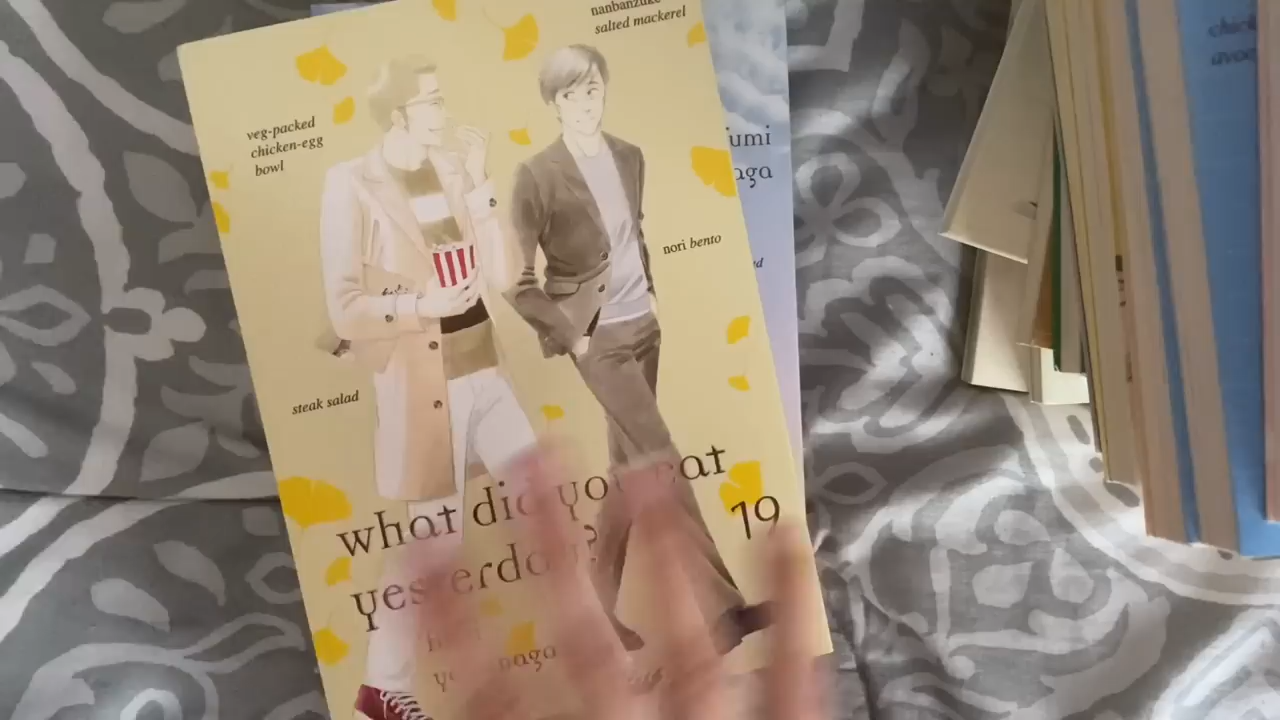 nanbanzuke
salted mackerel
veg-packed
chicken-egg
bowl
umi
aga
nori bento
steak salad
what did you eat
yesterday?
19